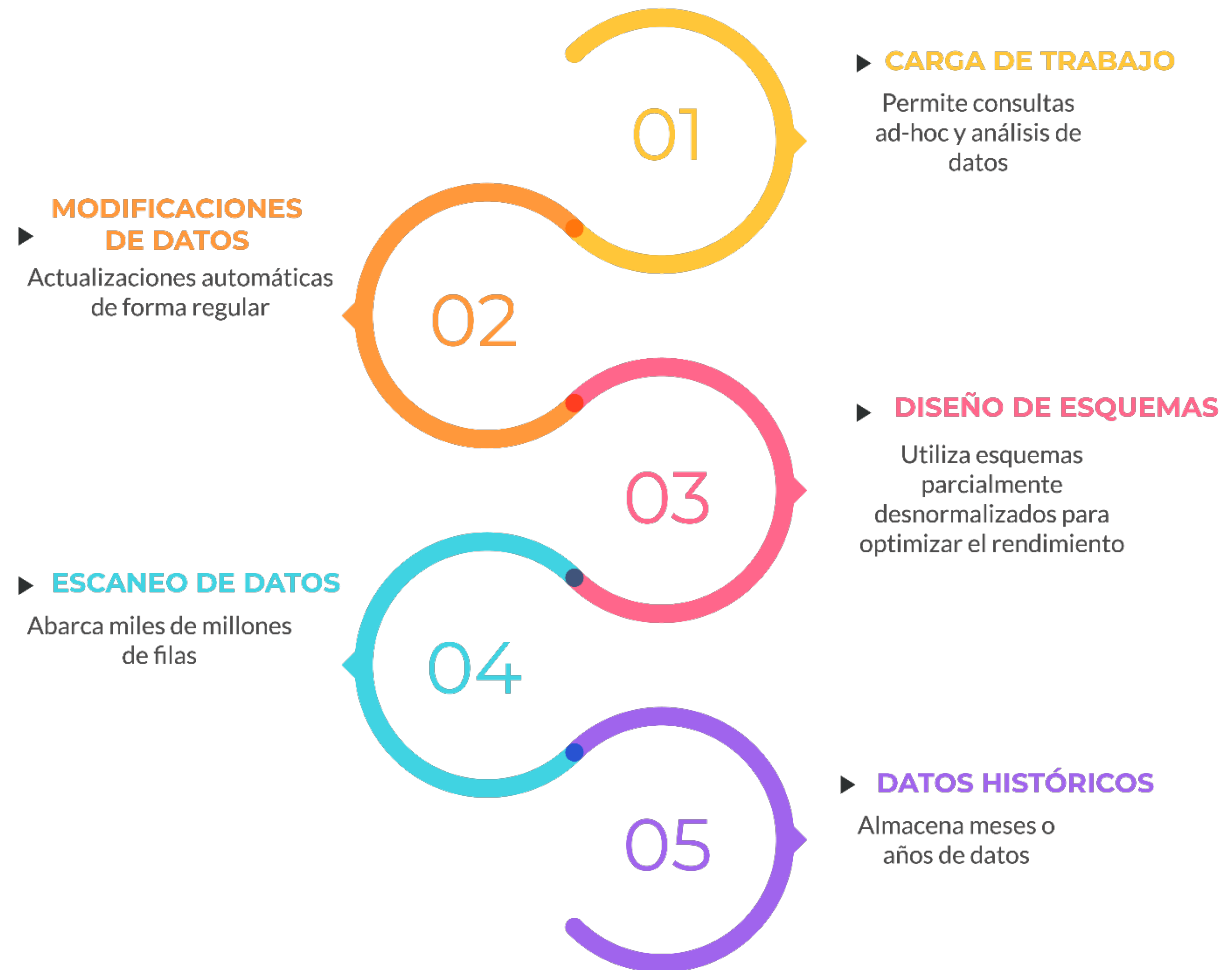 01
CARGA DE TRABAJO
Permite consultas
ad-hoc y análisis de
datos
MODIFICACIONES
DE DATOS
Actualizaciones automáticas
de forma regular
02
DISEÑO DE ESQUEMAS
Utiliza esquemas
parcialmente
desnormalizados para
optimizar el rendimiento
03
ESCANEO DE DATOS
Abarca miles de millones
de filas
04
DATOS HISTÓRICOS
Almacena meses o
años de datos
05